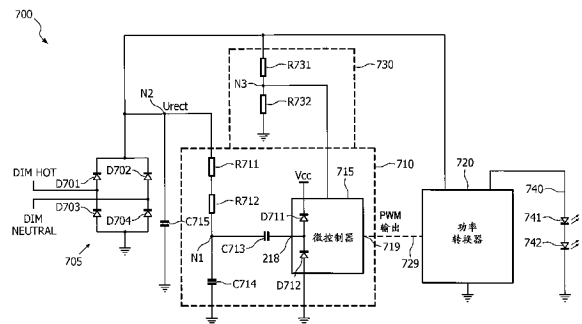 700
R731
730
N3
R732
N2
Urect
DIM HOT
D701
D702
R711
710
Vcc
715
720
740
DIM
NEUTRAL
D703
D704
C715
R712
D711
微控制器
PWM
输出
功率
转换器
741
742
705
N1
C713
218
719
729
C714
D712